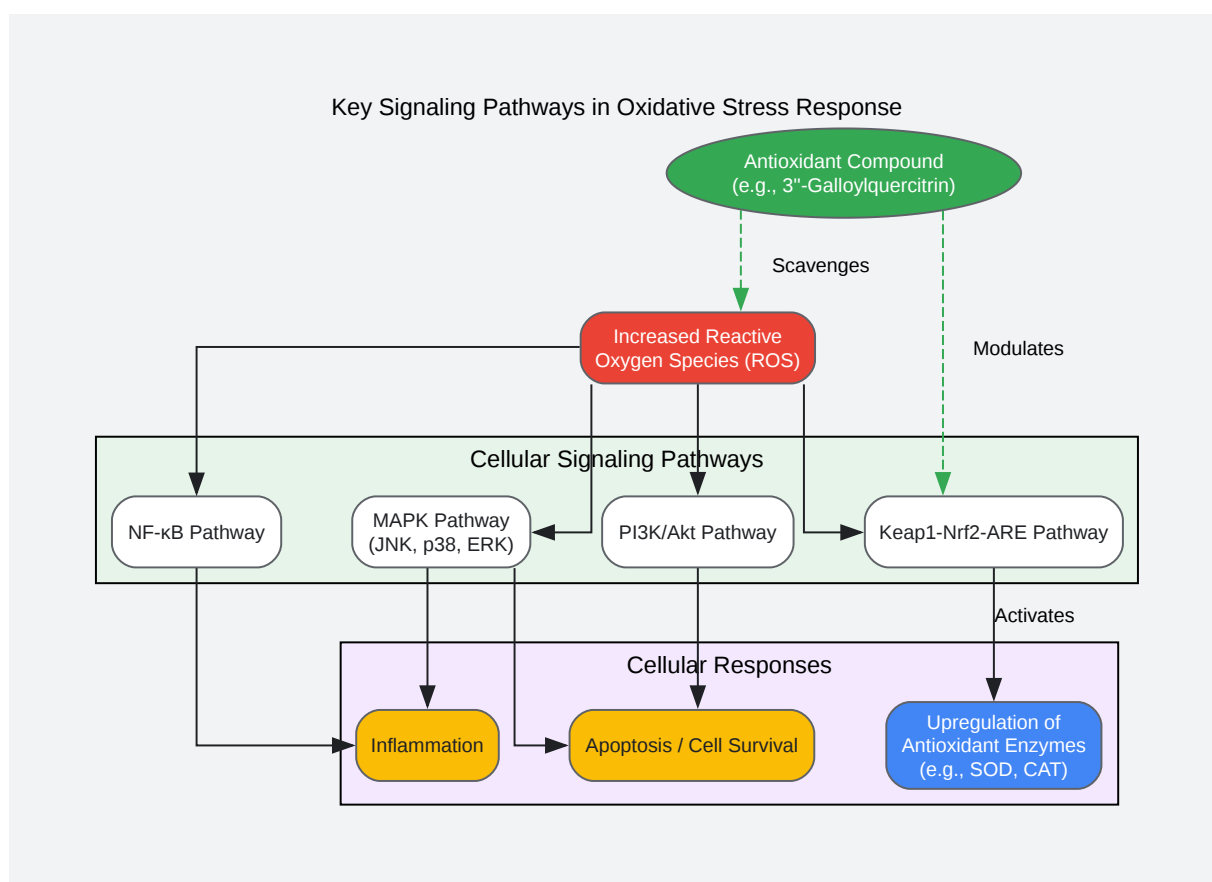 Key Signaling Pathways in Oxidative Stress Response
Antioxidant Compound
(e.g., 3"-Galloylquercitrin)
Scavenges
Increased Reactive
Oxygen Species (ROS)
Modulates
Cellular Signaling Pathways
NF-κB Pathway
MAPK Pathway
(JNK, p38, ERK)
PI3K/Akt Pathway
Keap1-Nrf2-ARE Pathway
Activates
Cellular Responses
Inflammation
Apoptosis / Cell Survival
Upregulation of
Antioxidant Enzymes
(e.g., SOD, CAT)